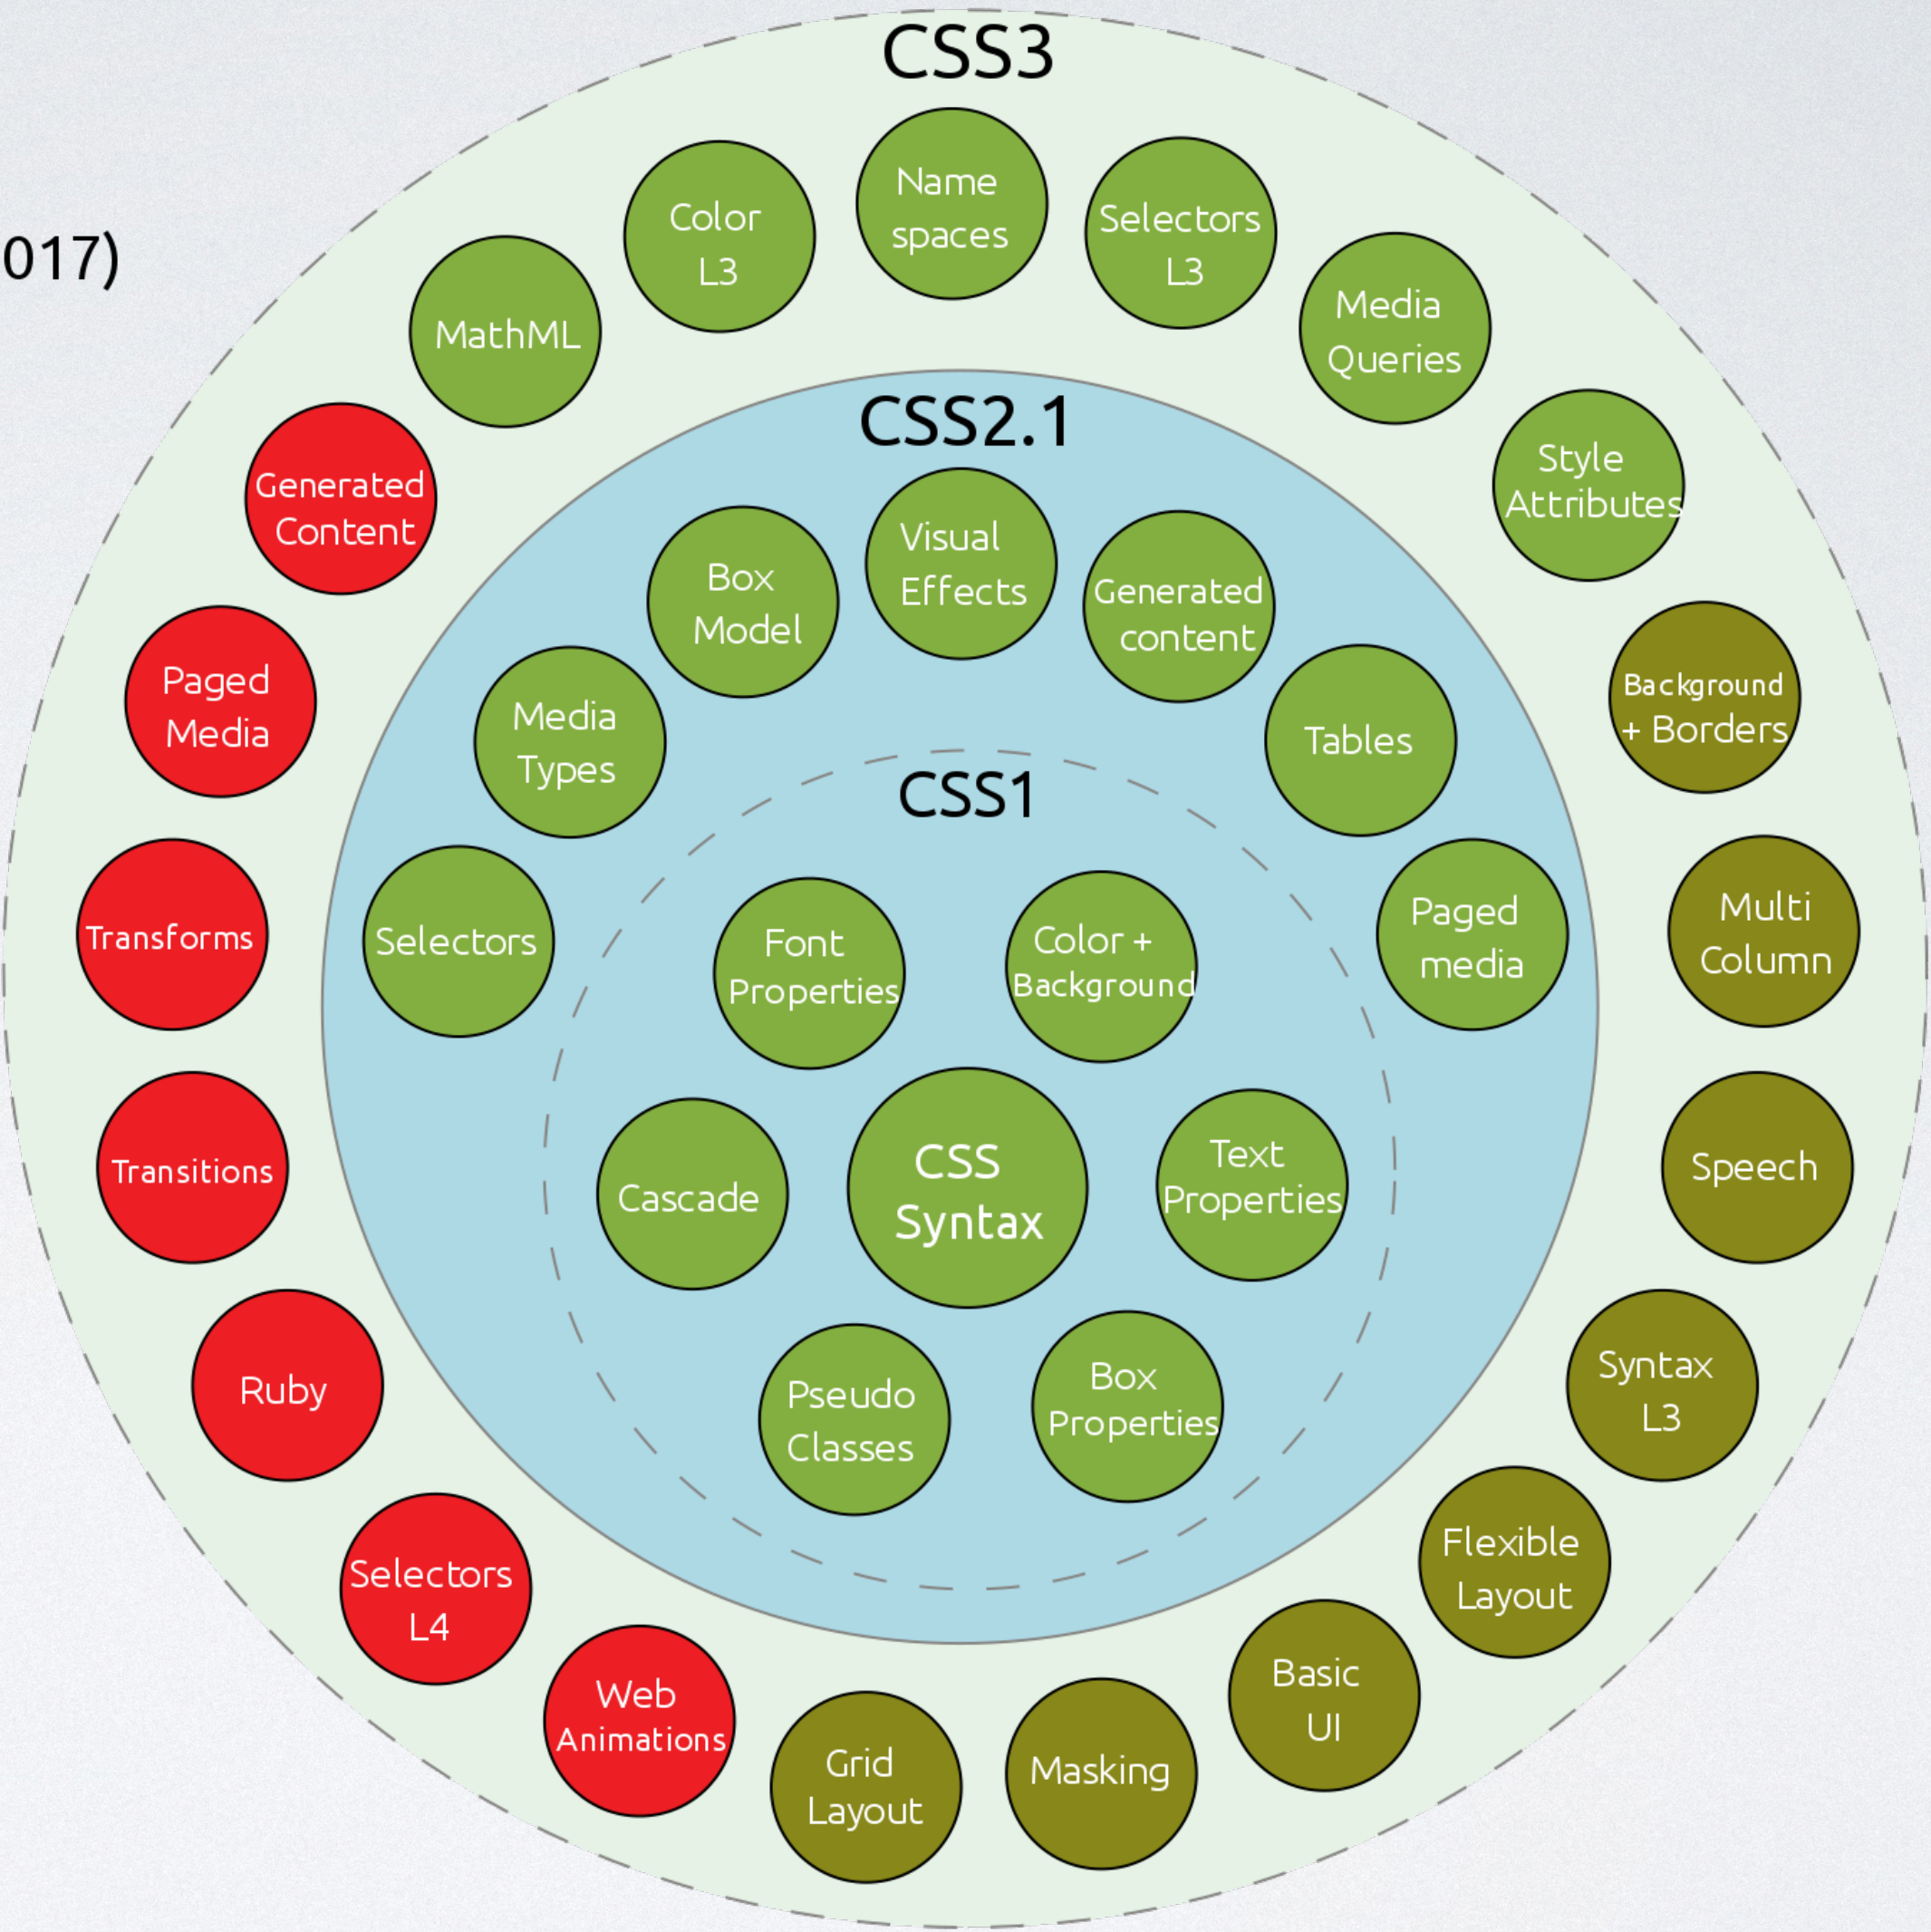 CSS3
017)
Name
spaces
Selectors
L3
Media
Queries
Style
Attributes
Background
+ Borders
Multi
Column
Speech
Syntax
L3
Flexible
Layout
Basic
UI
Masking
Grid
Layout
Web
Animations
Selectors
L4
Ruby
Transitions
Transforms
Paged
Media
Generated
Content
MathML
Color
L3
CSS2.1
Selectors
Media
Types
Box
Model
Visual
Effects
Generated
content
Tables
Paged
media
CSS1
Font
Properties
Color +
Background
Cascade
CSS
Syntax
Text
Properties
Pseudo
Classes
Box
Properties